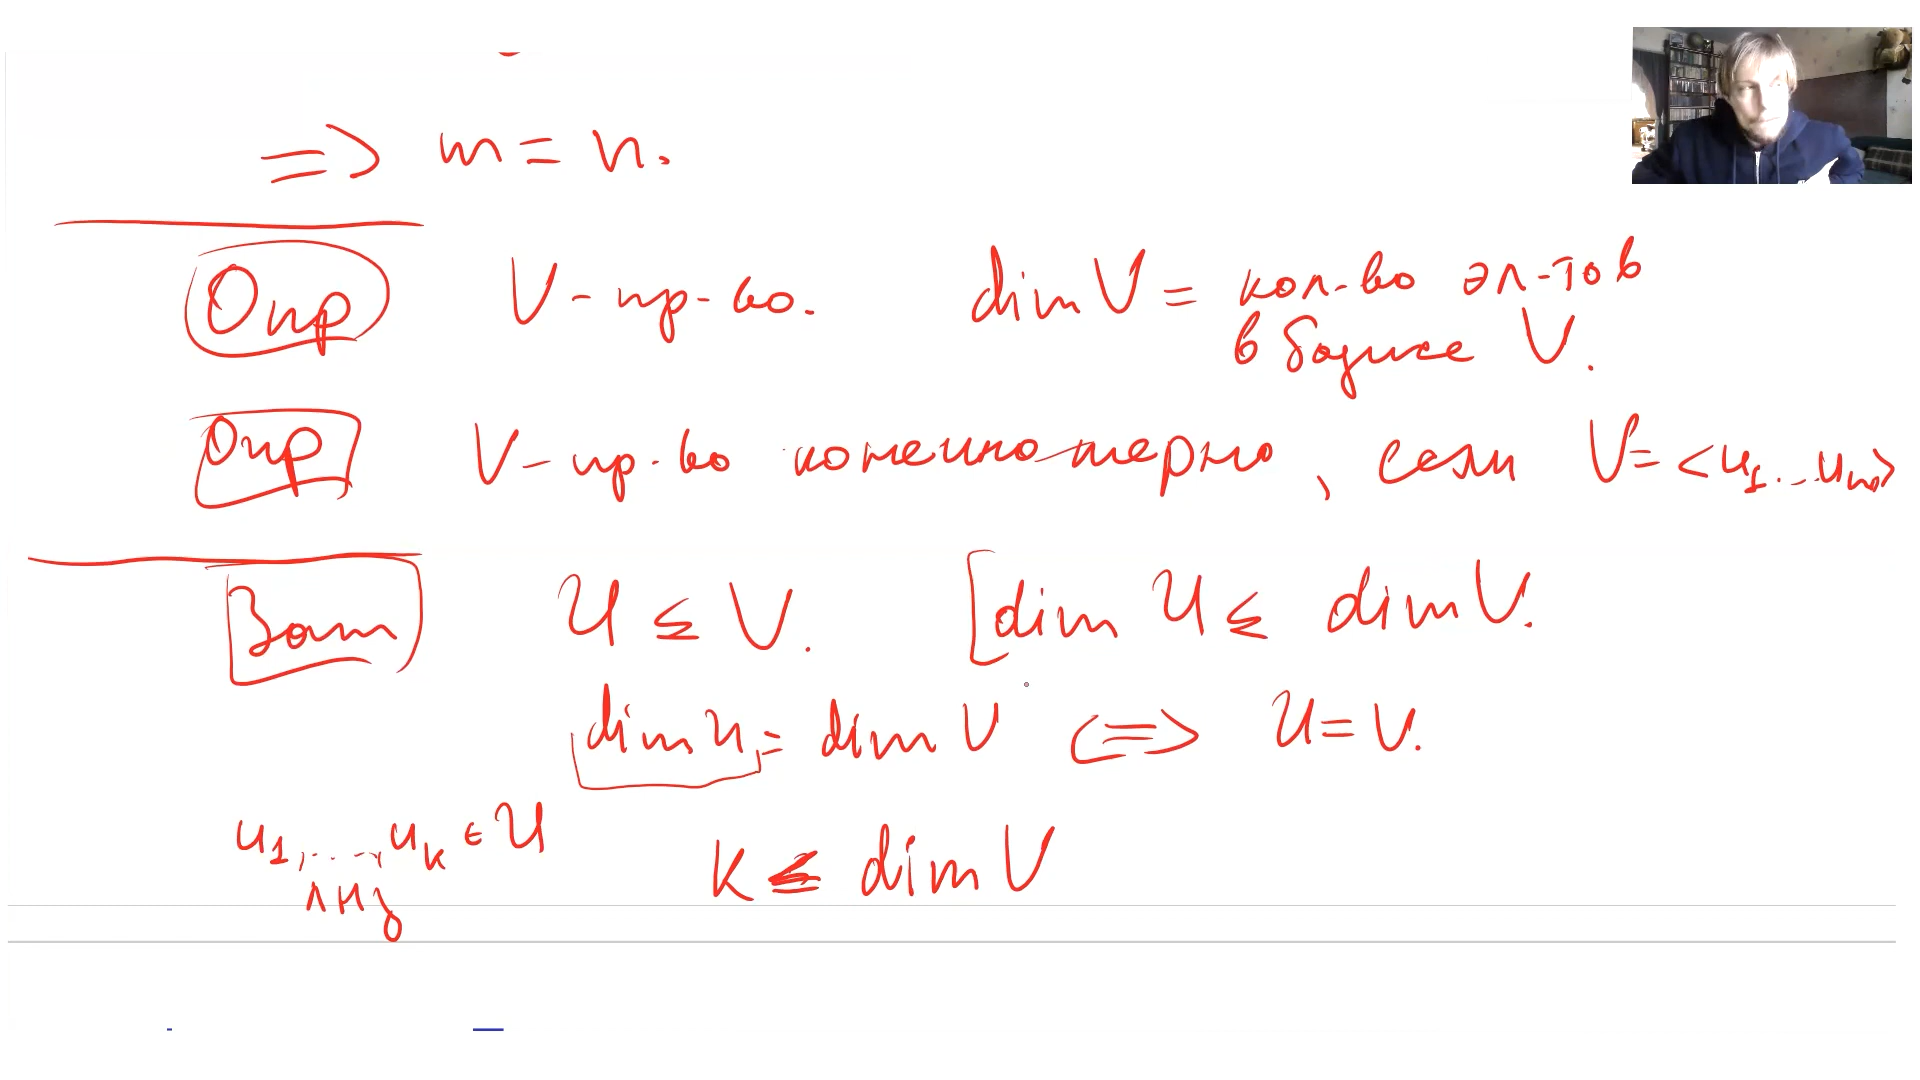 => m = n.
Опр V - пр-во. dim V = кол-во эл-тов
в базисе V.
Опр V - пр-во конечномерно, если V = <u₁...uₙ>
Зам U ≤ V. [dim U ≤ dim V.
dim U = dim V <=> U = V.
u₁,....,uₖ ∈ U k ≤ dim V
ЛНЗ